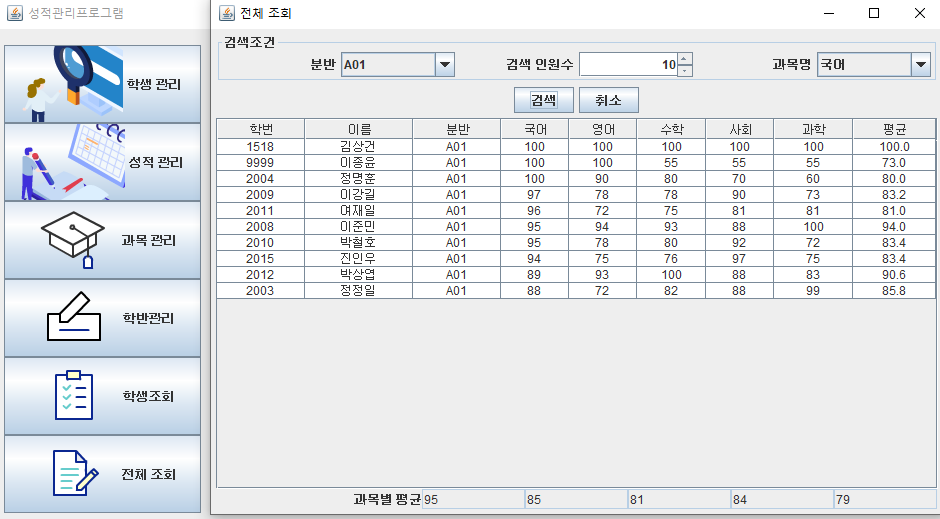 성적관리프로그램
학생 관리
성적 관리
과목 관리
학반관리
학생조회
전체 조회
전체 조회
검색조건
분반 A01 검색 인원수 10 과목명 국어
검색 취소
학번 이름 분반 국어 영어 수학 사회 과학 평균
1518 김상건 A01 100 100 100 100 100 100.0
9999 이종윤 A01 100 100 55 55 55 73.0
2004 정명훈 A01 100 90 80 70 60 80.0
2009 이강길 A01 97 78 78 90 73 83.2
2011 여재일 A01 96 72 75 81 81 81.0
2008 이준민 A01 95 94 93 88 100 94.0
2010 박철호 A01 95 78 80 92 72 83.4
2015 진인우 A01 94 75 76 97 75 83.4
2012 박상엽 A01 89 93 100 88 83 90.6
2003 정정일 A01 88 72 82 88 99 85.8
과목별 평균 95 85 81 84 79